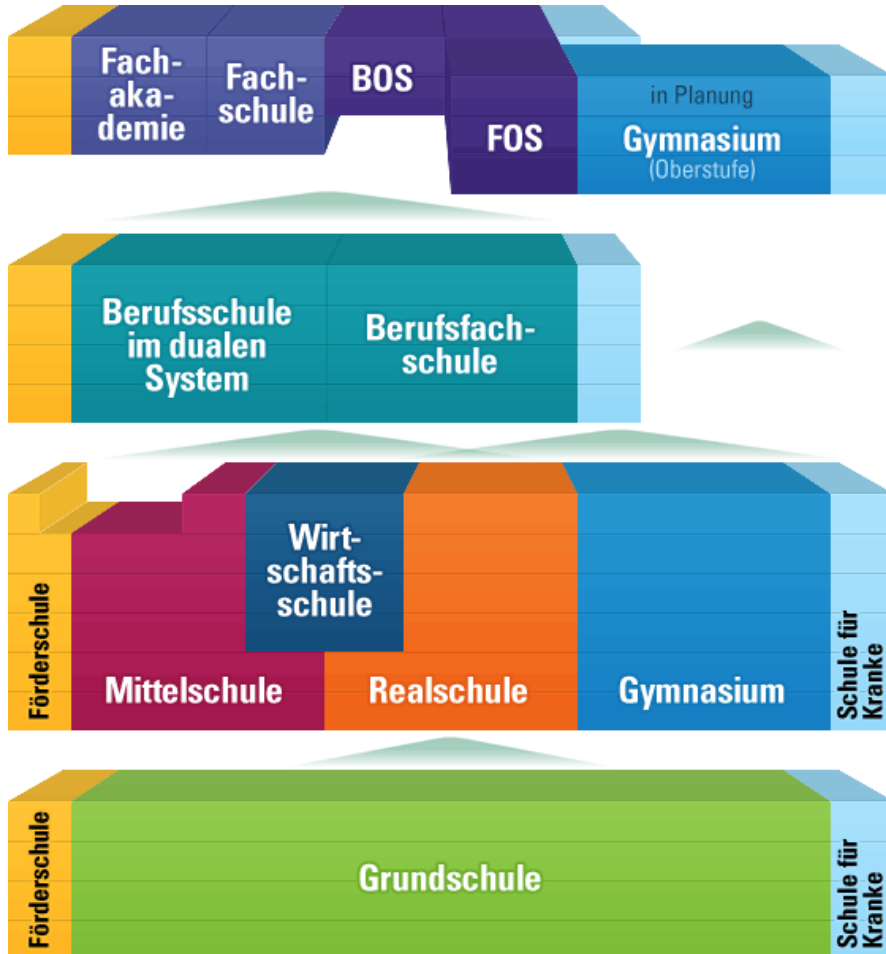 Fach-
aka-
demie
Fach-
schule
BOS
FOS
in Planung
Gymnasium
(Oberstufe)
Berufsschule
im dualen
System
Berufsfach-
schule
Förderschule
Mittelschule
Wirt-
schafts-
schule
Realschule
Gymnasium
Schule für
Kranke
Förderschule
Grundschule
Schule für
Kranke